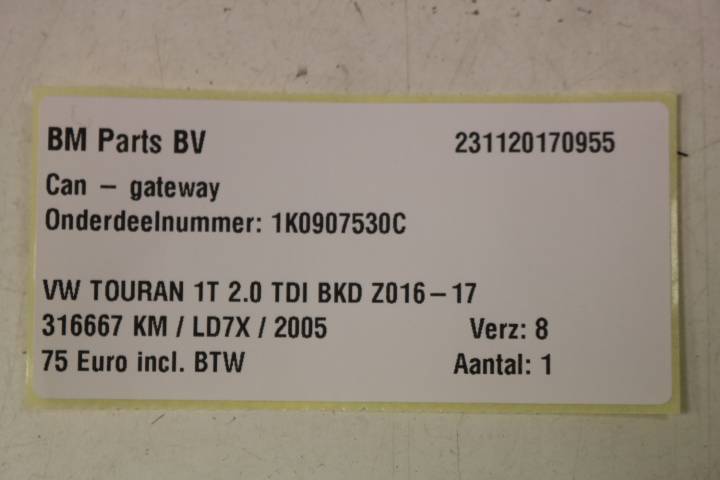 BM Parts BV 231120170955
Can – gateway
Onderdeelnummer: 1K0907530C
VW TOURAN 1T 2.0 TDI BKD Z016–17
316667 KM / LD7X / 2005 Verz: 8
75 Euro incl. BTW Aantal: 1